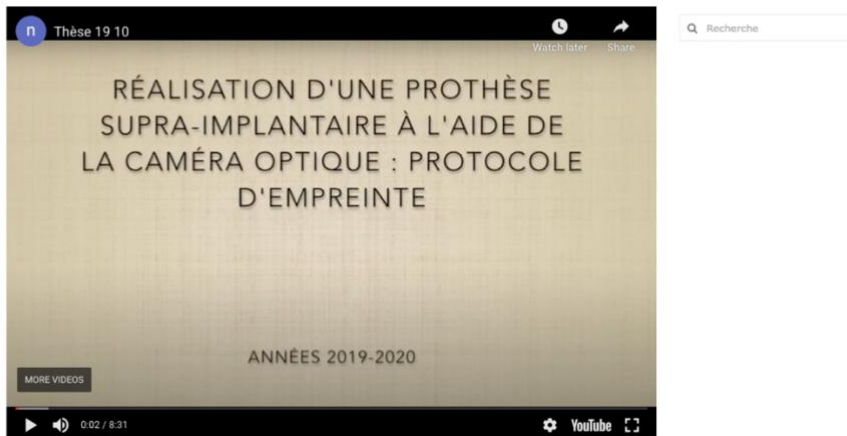 n Thèse 19 10
Watch later Share
Recherche
RÉALISATION D'UNE PROTHÈSE
SUPRA-IMPLANTAIRE À L'AIDE DE
LA CAMÉRA OPTIQUE : PROTOCOLE
D'EMPREINTE
ANNÉES 2019-2020
MORE VIDEOS
0:02 / 8:31
YouTube